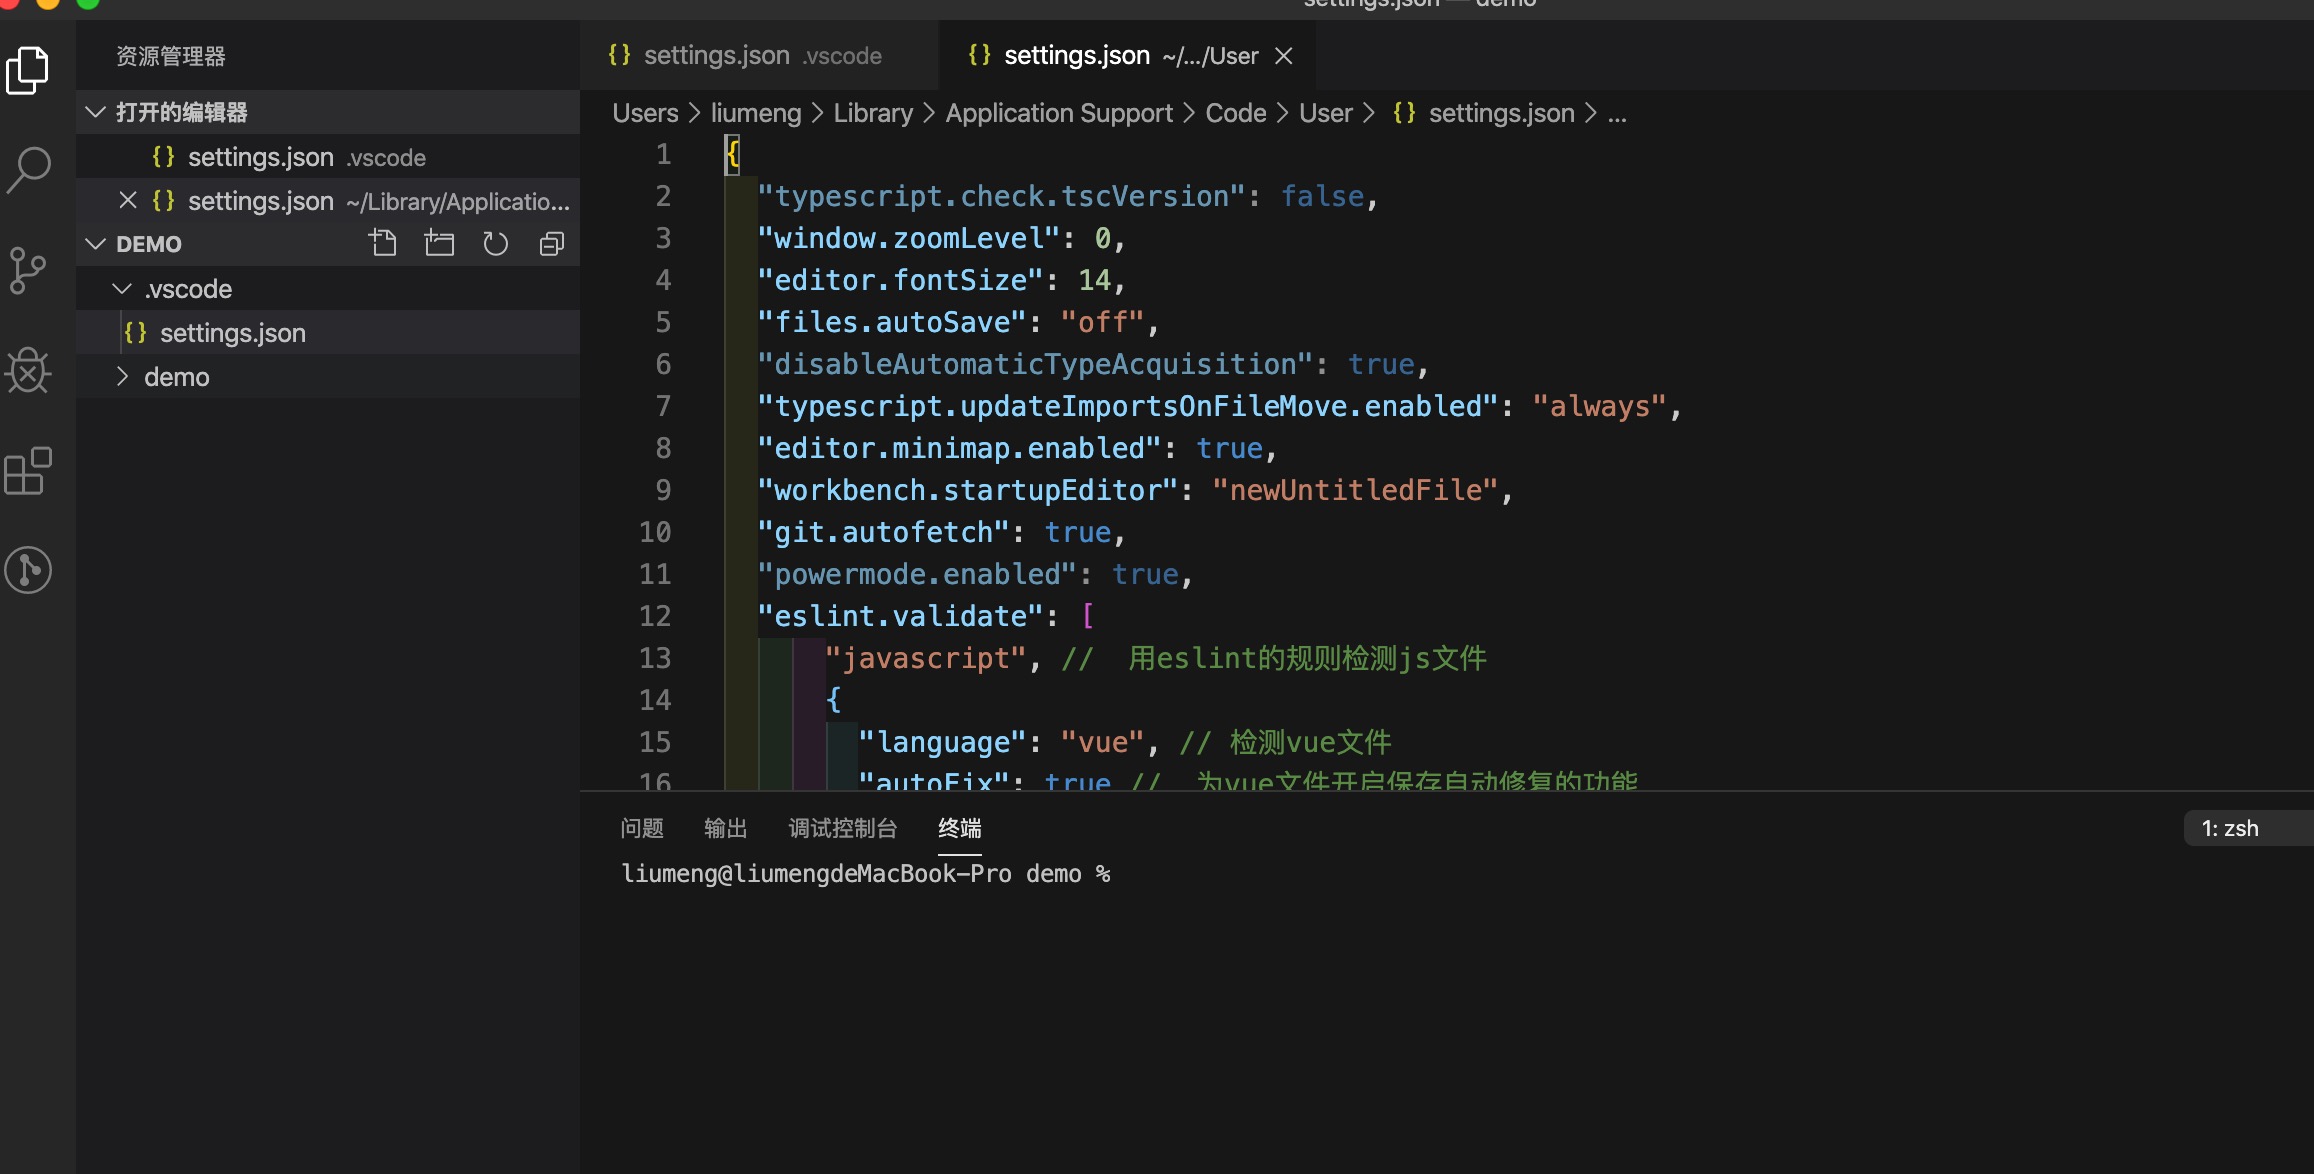 settings.json — demo
资源管理器
打开的编辑器
settings.json .vscode
settings.json ~/Library/Applicatio...
DEMO
.vscode
settings.json
demo
settings.json .vscode
settings.json ~/.../User
Users > liumeng > Library > Application Support > Code > User > {} settings.json > ...
1 {
2 "typescript.check.tscVersion": false,
3 "window.zoomLevel": 0,
4 "editor.fontSize": 14,
5 "files.autoSave": "off",
6 "disableAutomaticTypeAcquisition": true,
7 "typescript.updateImportsOnFileMove.enabled": "always",
8 "editor.minimap.enabled": true,
9 "workbench.startupEditor": "newUntitledFile",
10 "git.autofetch": true,
11 "powermode.enabled": true,
12 "eslint.validate": [
13 "javascript", //  用eslint的规则检测js文件
14 {
15 "language": "vue", // 检测vue文件
16 "autoFix": true //  为vue文件开启保存自动修复的功能
问题 输出 调试控制台 终端
1: zsh
liumeng@liumengdeMacBook-Pro demo %